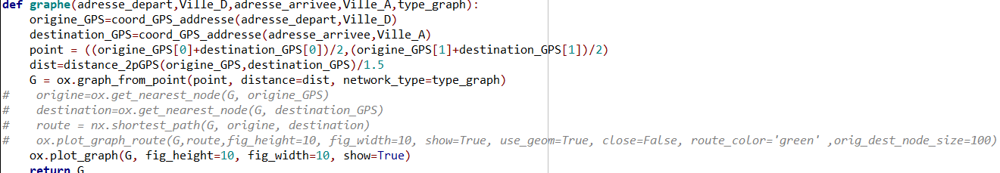 def graphe(adresse_depart,Ville_D,adresse_arrivee,Ville_A,type_graph):
    origine_GPS=coord_GPS_addresse(adresse_depart,Ville_D)
    destination_GPS=coord_GPS_addresse(adresse_arrivee,Ville_A)
    point = ((origine_GPS[0]+destination_GPS[0])/2,(origine_GPS[1]+destination_GPS[1])/2)
    dist=distance_2pGPS(origine_GPS,destination_GPS)/1.5
    G = ox.graph_from_point(point, distance=dist, network_type=type_graph)
#    origine=ox.get_nearest_node(G, origine_GPS)
#    destination=ox.get_nearest_node(G, destination_GPS)
#    route = nx.shortest_path(G, origine, destination)
#    ox.plot_graph_route(G,route,fig_height=10, fig_width=10, show=True, use_geom=True, close=False, route_color='green' ,orig_dest_node_size=100)
    ox.plot_graph(G, fig_height=10, fig_width=10, show=True)
    return G